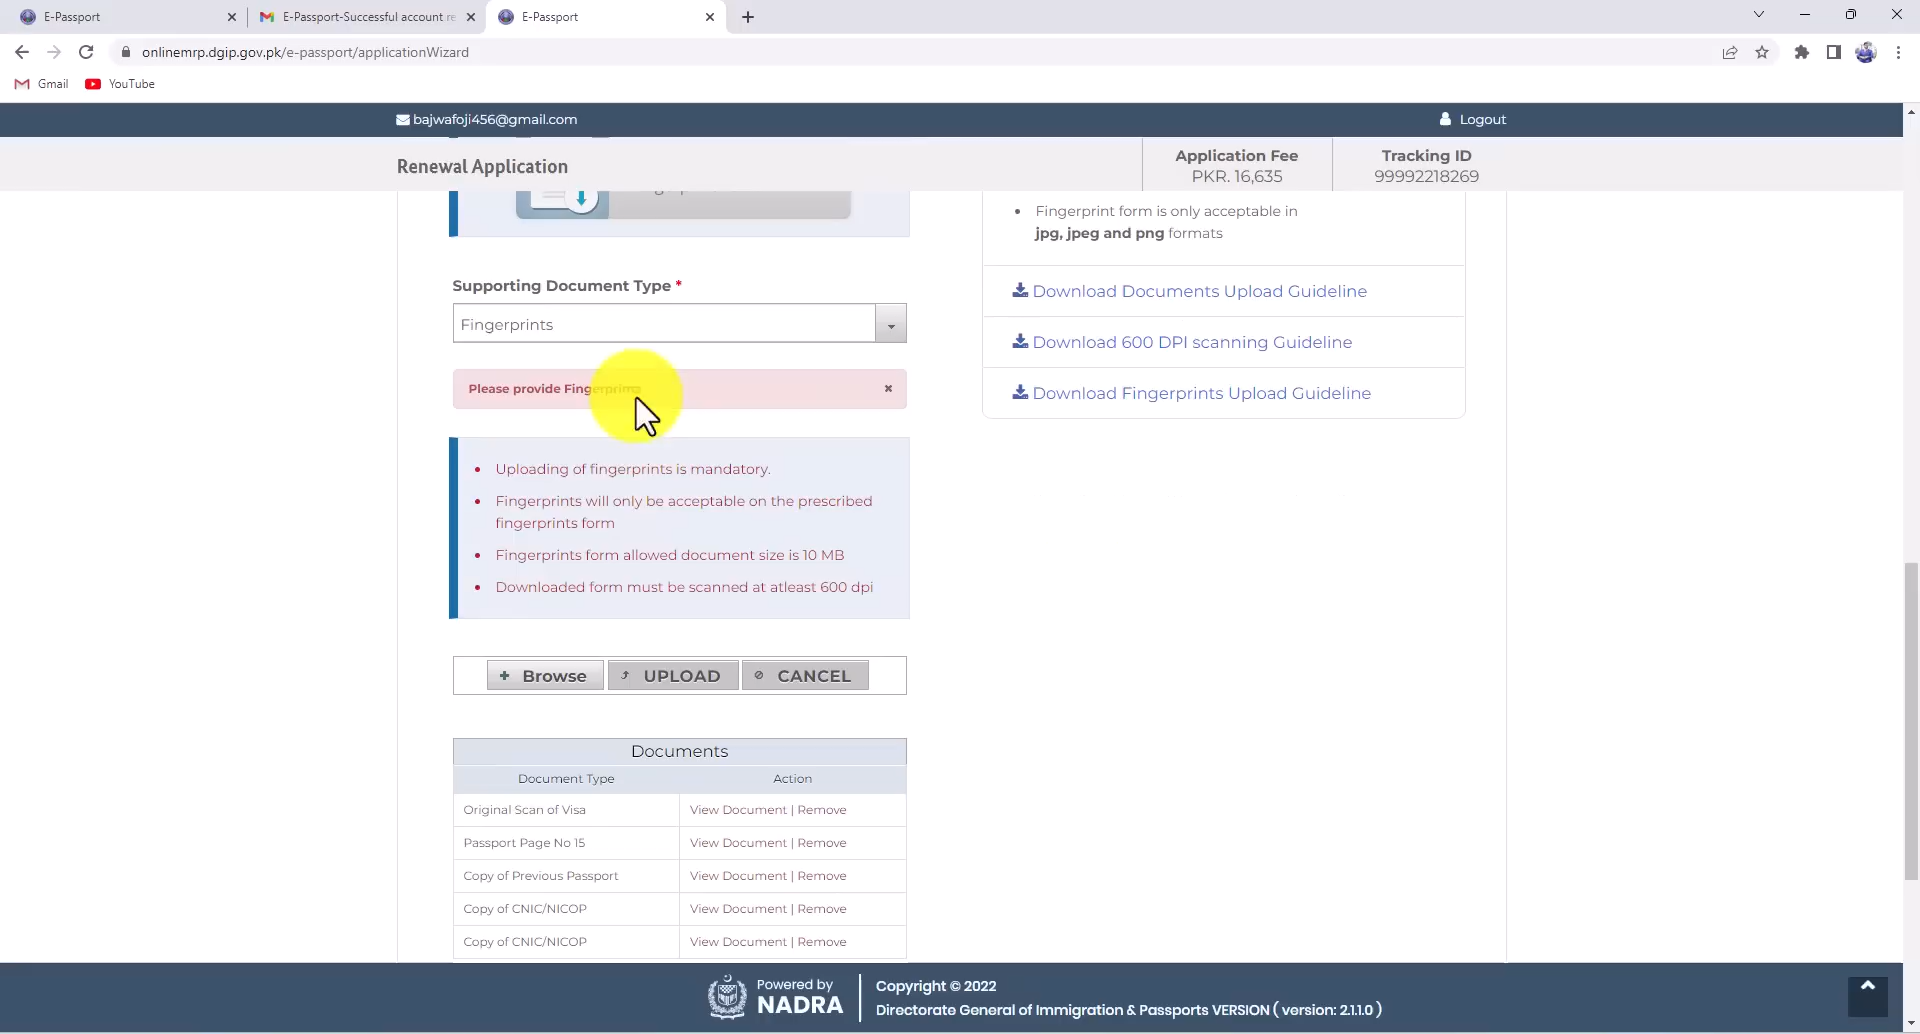 E-Passport
E-Passport-Successful account re
E-Passport
onlinemrp.dgip.gov.pk/e-passport/applicationWizard
Gmail
YouTube
bajwafoji456@gmail.com
Logout
Renewal Application
Application Fee
PKR. 16,635
Tracking ID
99992218269
Supporting Document Type *
Fingerprints
Please provide Fingerprints
• Uploading of fingerprints is mandatory.
• Fingerprints will only be acceptable on the prescribed
fingerprints form
• Fingerprints form allowed document size is 10 MB
• Downloaded form must be scanned at atleast 600 dpi
Browse
UPLOAD
CANCEL
Documents
Document Type
Action
Original Scan of Visa
View Document | Remove
Passport Page No 15
View Document | Remove
Copy of Previous Passport
View Document | Remove
Copy of CNIC/NICOP
View Document | Remove
Copy of CNIC/NICOP
View Document | Remove
• Fingerprint form is only acceptable in
jpg, jpeg and png formats
Download Documents Upload Guideline
Download 600 DPI scanning Guideline
Download Fingerprints Upload Guideline
Powered by
NADRA
Copyright © 2022
Directorate General of Immigration & Passports VERSION ( version: 2.1.1.0 )